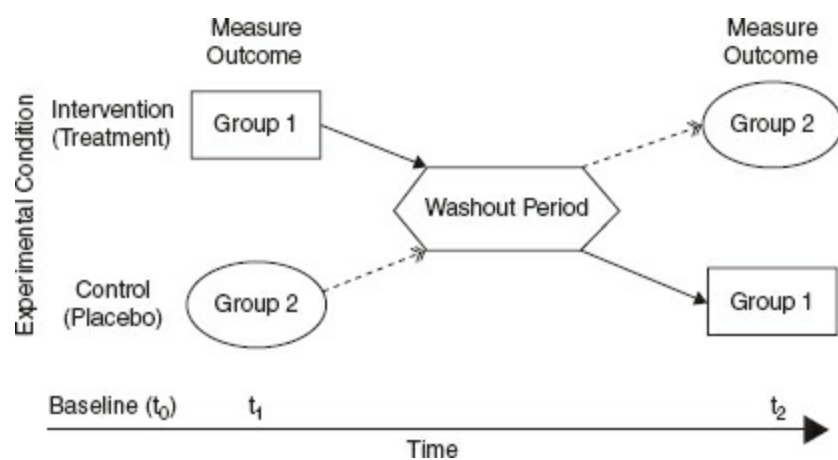 Measure
Outcome
Measure
Outcome
Experimental Condition
Intervention
(Treatment)
Group 1
Group 2
Washout Period
Control
(Placebo)
Group 2
Group 1
Baseline (t₀)
t₁
t₂
Time